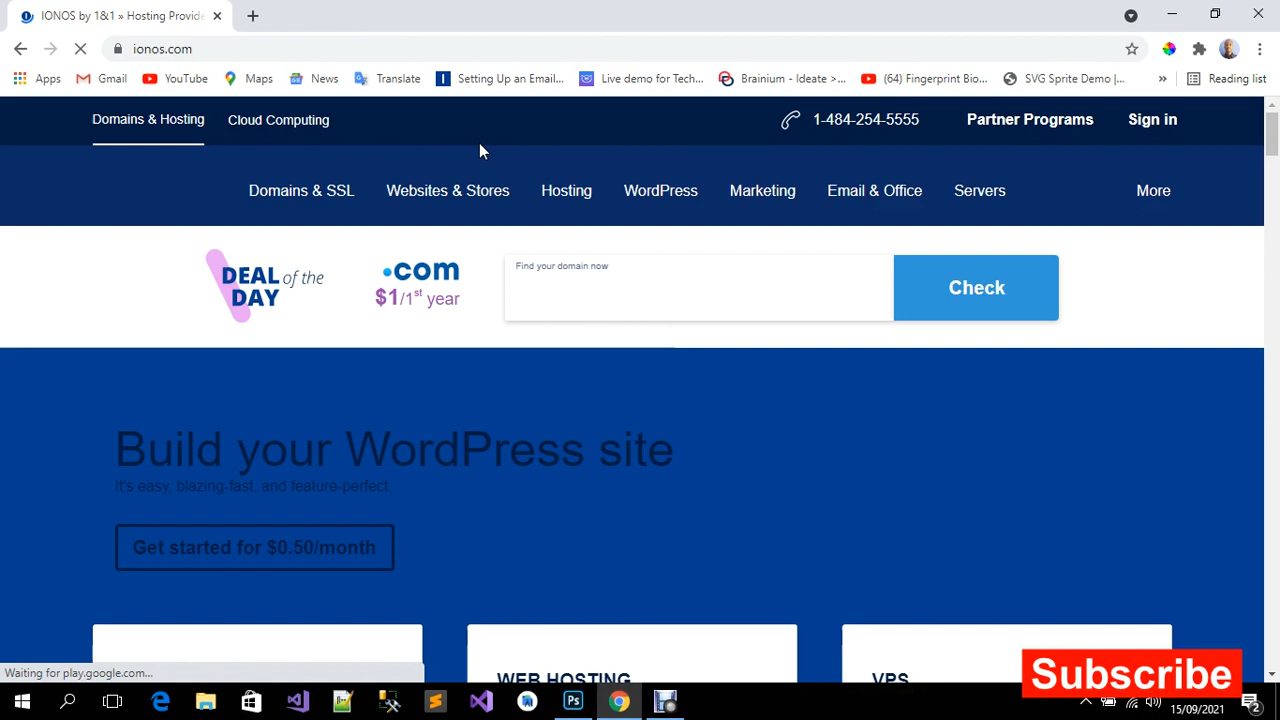 IONOS by 1&1 » Hosting Provide
ionos.com
Apps
Gmail
YouTube
Maps
News
Translate
Setting Up an Email...
Live demo for Tech...
Brainium - Ideate >...
(64) Fingerprint Bio...
SVG Sprite Demo |...
»
Reading list
Domains & Hosting
Cloud Computing
1-484-254-5555
Partner Programs
Sign in
Domains & SSL
Websites & Stores
Hosting
WordPress
Marketing
Email & Office
Servers
More
DEAL of the
DAY
.com
$1/1st year
Find your domain now
Check
Build your WordPress site
It's easy, blazing-fast, and feature-perfect.
Get started for $0.50/month
WEB HOSTING
VPS
Waiting for play.google.com...
Subscribe
15/09/2021
2